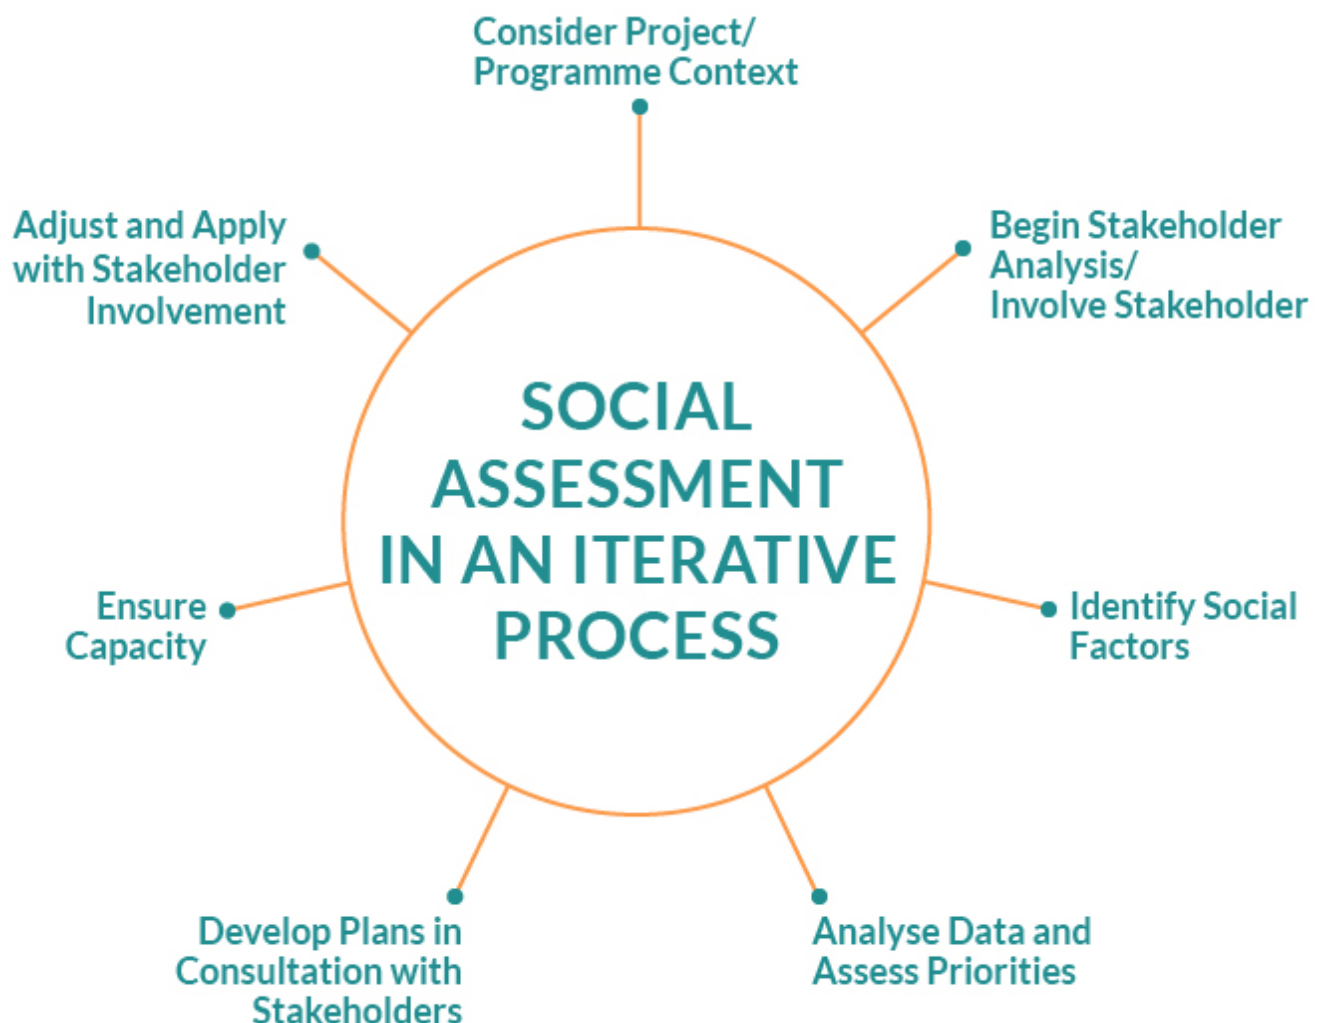 Consider Project/
Programme Context
Begin Stakeholder
Analysis/
Involve Stakeholder
Identify Social
Factors
Analyse Data and
Assess Priorities
Develop Plans in
Consultation with
Stakeholders
Ensure
Capacity
Adjust and Apply
with Stakeholder
Involvement
SOCIAL
ASSESSMENT
IN AN ITERATIVE
PROCESS